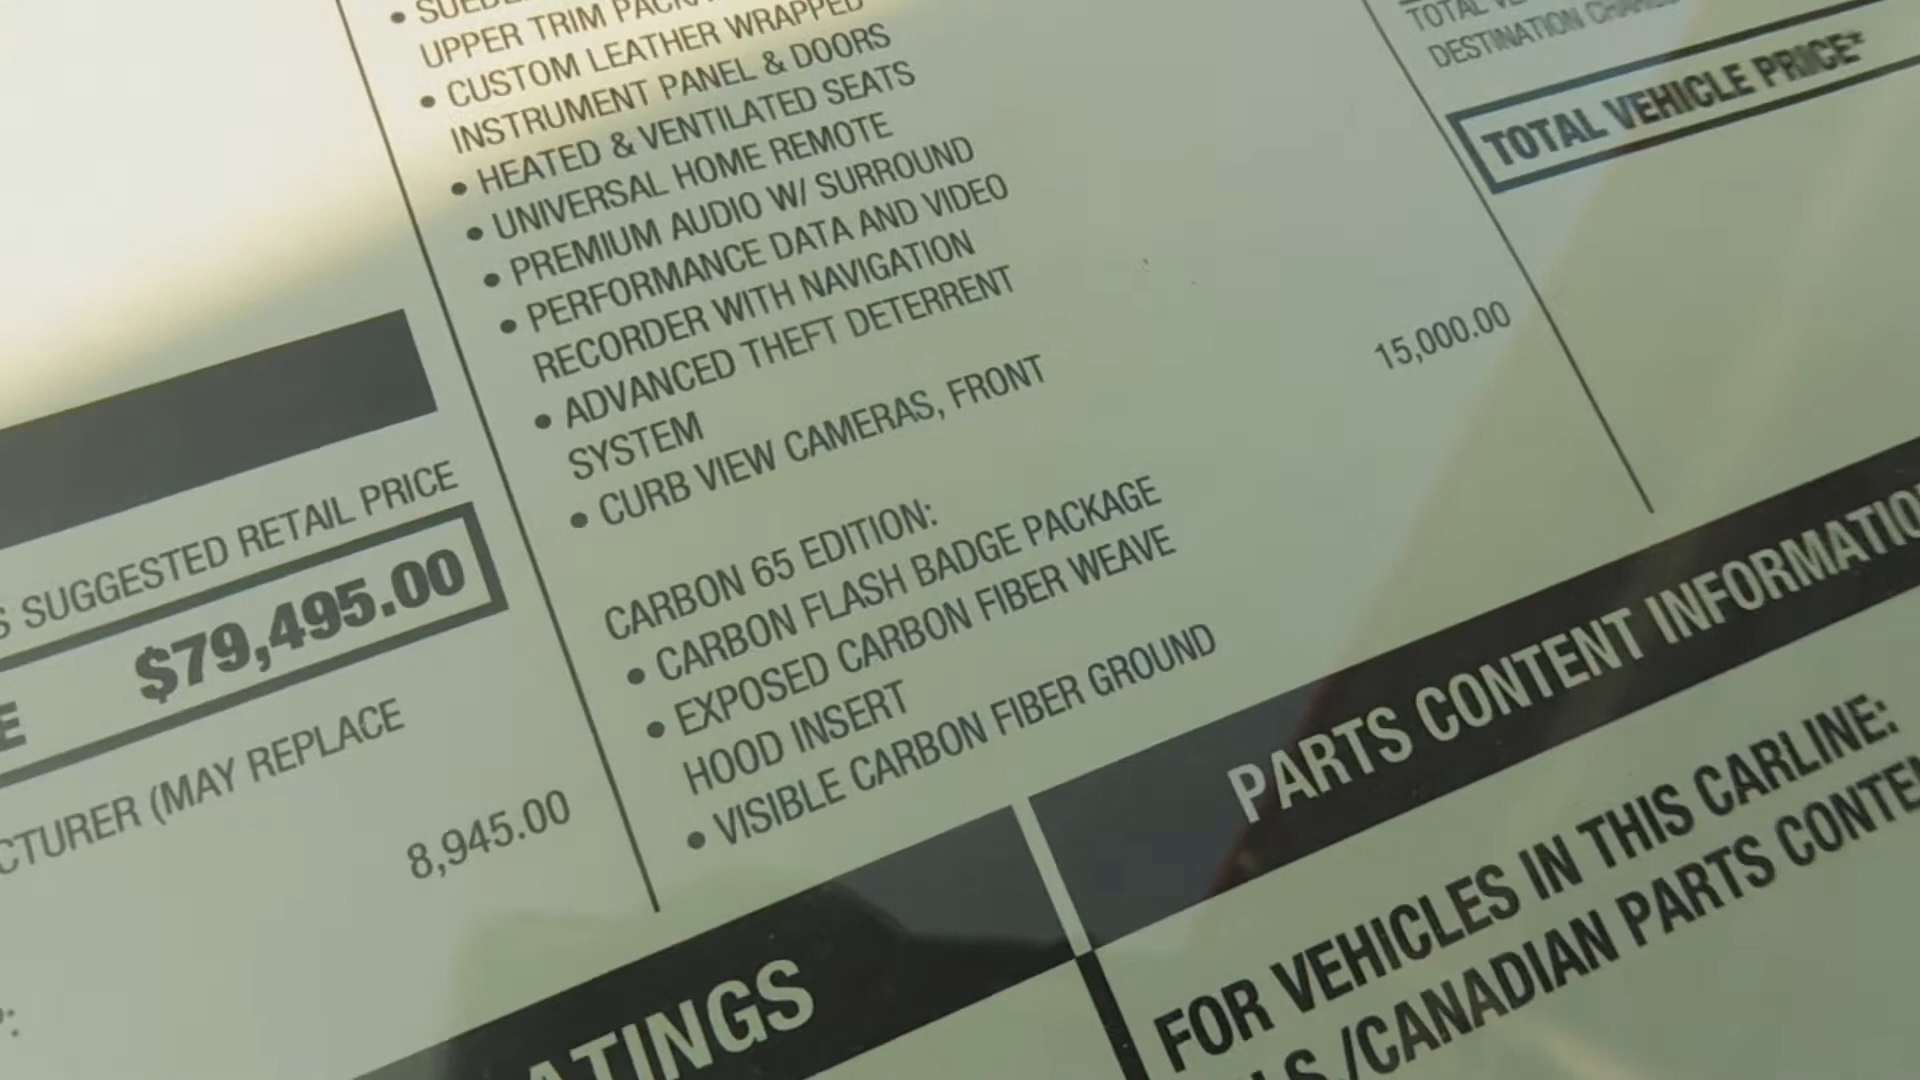 UPPER TRIM
• CUSTOM LEATHER WRAPPED
INSTRUMENT PANEL & DOORS
• HEATED & VENTILATED SEATS
• UNIVERSAL HOME REMOTE
• PREMIUM AUDIO W/ SURROUND
• PERFORMANCE DATA AND VIDEO
RECORDER WITH NAVIGATION
• ADVANCED THEFT DETERRENT
SYSTEM
• CURB VIEW CAMERAS, FRONT
CARBON 65 EDITION:
15,000.00
• CARBON FLASH BADGE PACKAGE
• EXPOSED CARBON FIBER WEAVE
HOOD INSERT
• VISIBLE CARBON FIBER GROUND
S SUGGESTED RETAIL PRICE
E $79,495.00
CTURER (MAY REPLACE
8,945.00
TOTAL
DESTINATION
TOTAL VEHICLE PRICE*
ATINGS
PARTS CONTENT INFORMATIO
FOR VEHICLES IN THIS CARLINE:
S./CANADIAN PARTS CONTE